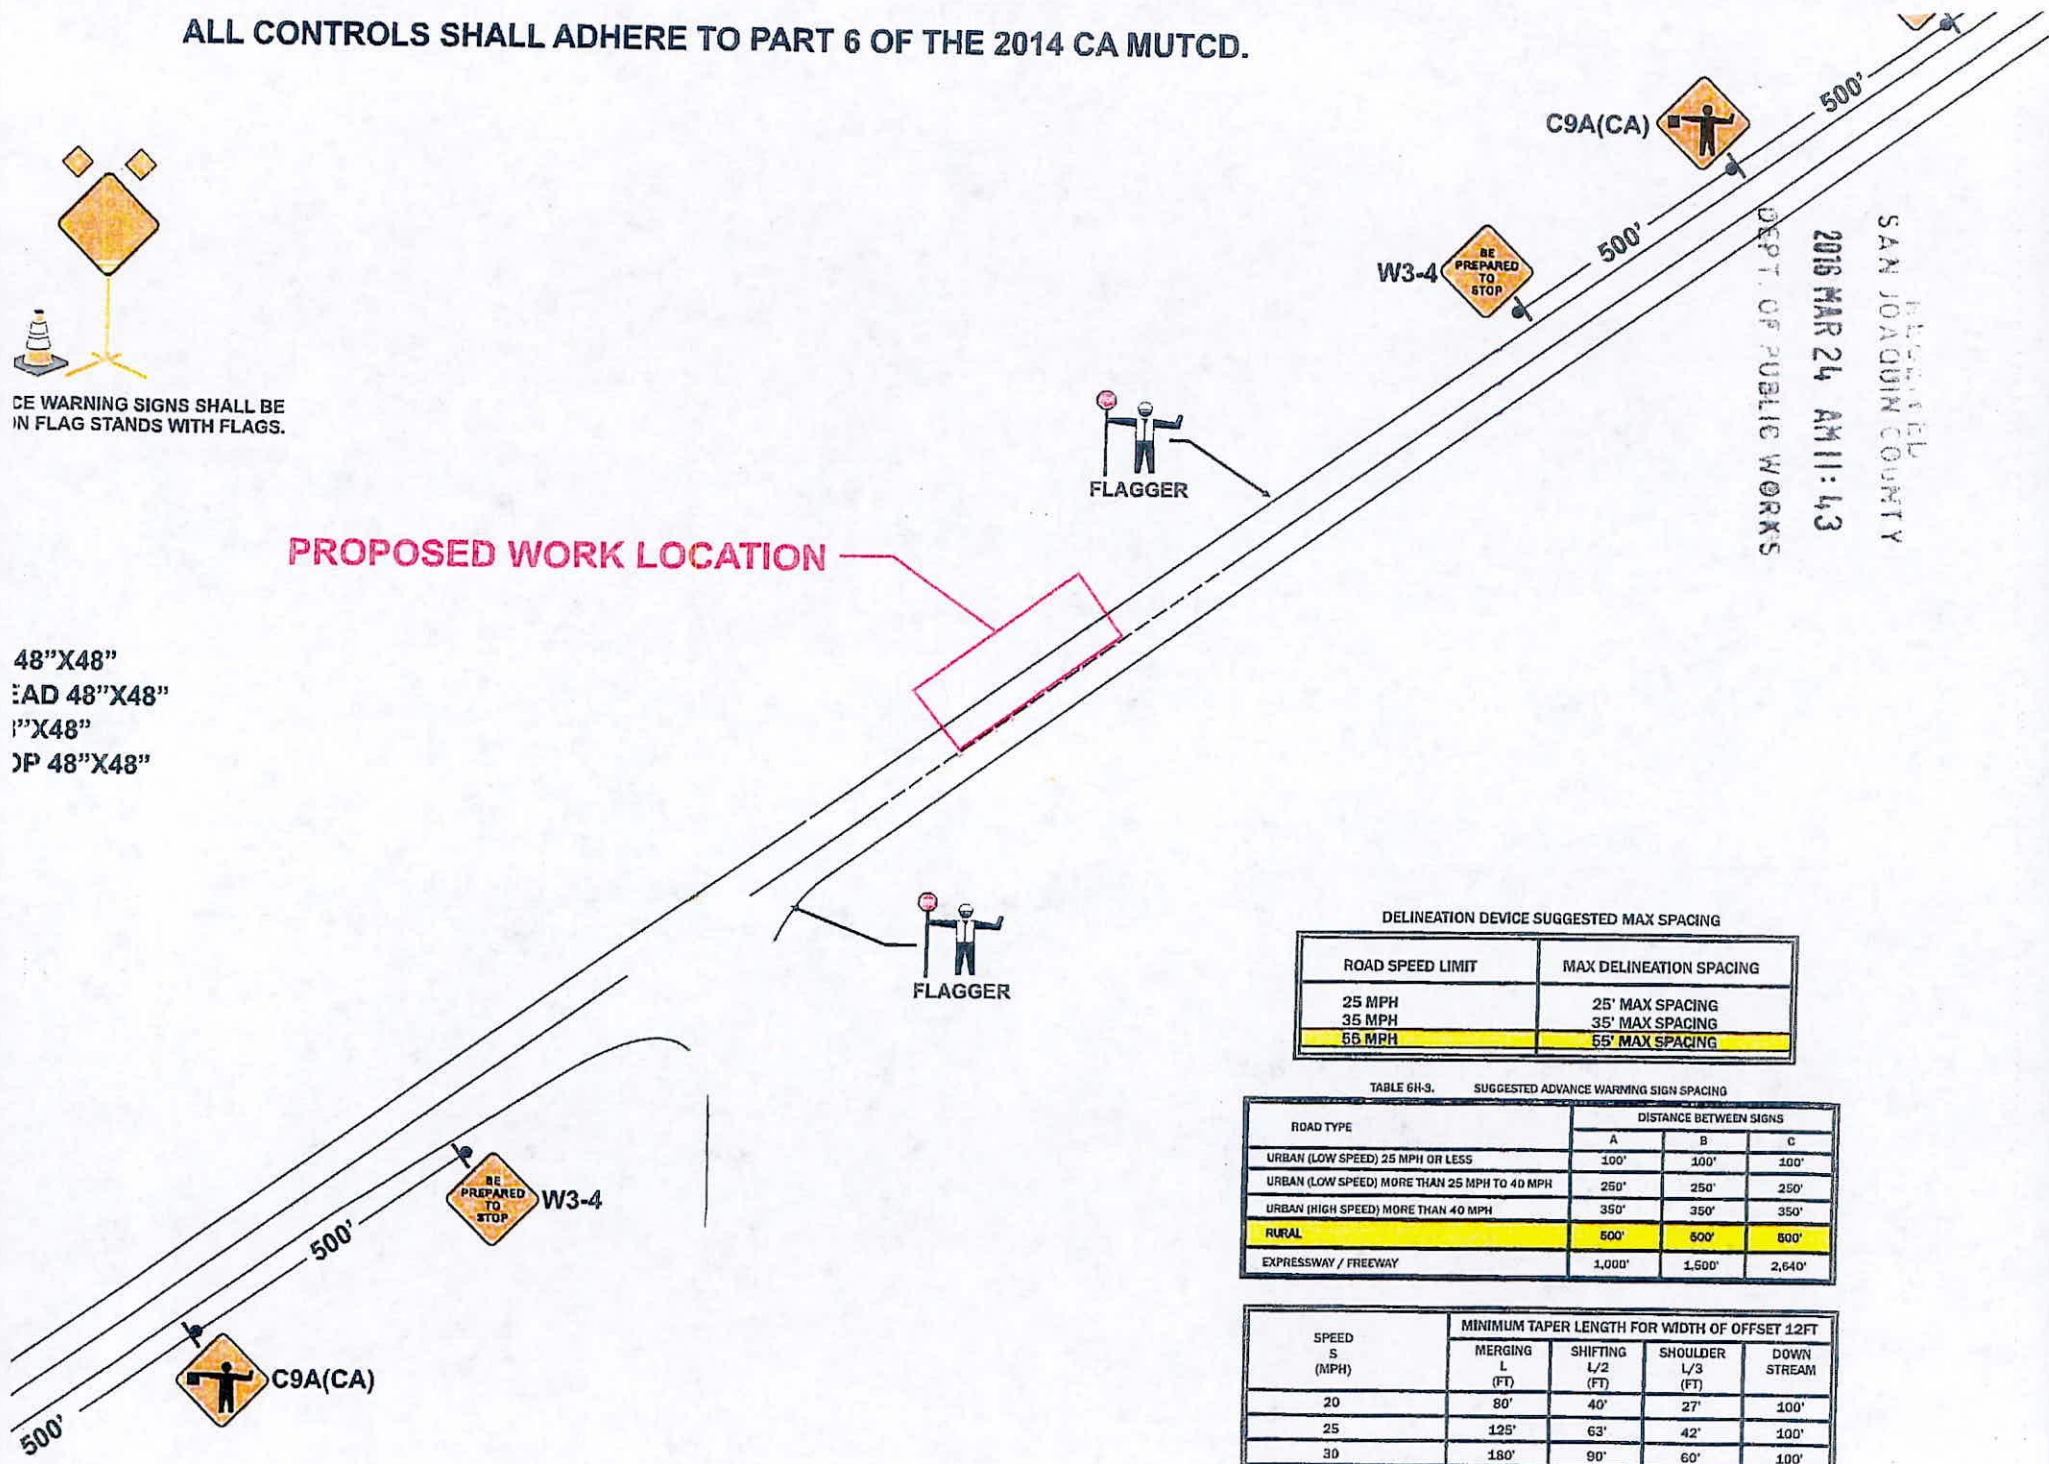 ALL CONTROLS SHALL ADHERE TO PART 6 OF THE 2014 CA MUTCD.
500'
C9A(CA)
500'
W3-4
BE
PREPARED
TO
STOP
SAN JOAQUIN COUNTY
2016 MAR 24 AM 11:43
DEPT. OF PUBLIC WORKS
CE WARNING SIGNS SHALL BE
N FLAG STANDS WITH FLAGS.
FLAGGER
PROPOSED WORK LOCATION
48"X48"
EAD 48"X48"
"X48"
OP 48"X48"
FLAGGER
DELINEATION DEVICE SUGGESTED MAX SPACING
ROAD SPEED LIMIT MAX DELINEATION SPACING
25 MPH 25' MAX SPACING
35 MPH 35' MAX SPACING
55 MPH 55' MAX SPACING
TABLE 6H-3. SUGGESTED ADVANCE WARNING SIGN SPACING
ROAD TYPE DISTANCE BETWEEN SIGNS
A B C
URBAN (LOW SPEED) 25 MPH OR LESS 100' 100' 100'
URBAN (LOW SPEED) MORE THAN 25 MPH TO 40 MPH 250' 250' 250'
URBAN (HIGH SPEED) MORE THAN 40 MPH 350' 350' 350'
RURAL 500' 500' 500'
EXPRESSWAY / FREEWAY 1,000' 1,500' 2,640'
BE
PREPARED
TO
STOP
W3-4
500'
C9A(CA)
500'
SPEED
S
(MPH)
MINIMUM TAPER LENGTH FOR WIDTH OF OFFSET 12FT
MERGING
L
(FT)
SHIFTING
L/2
(FT)
SHOULDER
L/3
(FT)
DOWN
STREAM
20 80' 40' 27' 100'
25 125' 63' 42' 100'
30 180' 90' 60' 100'